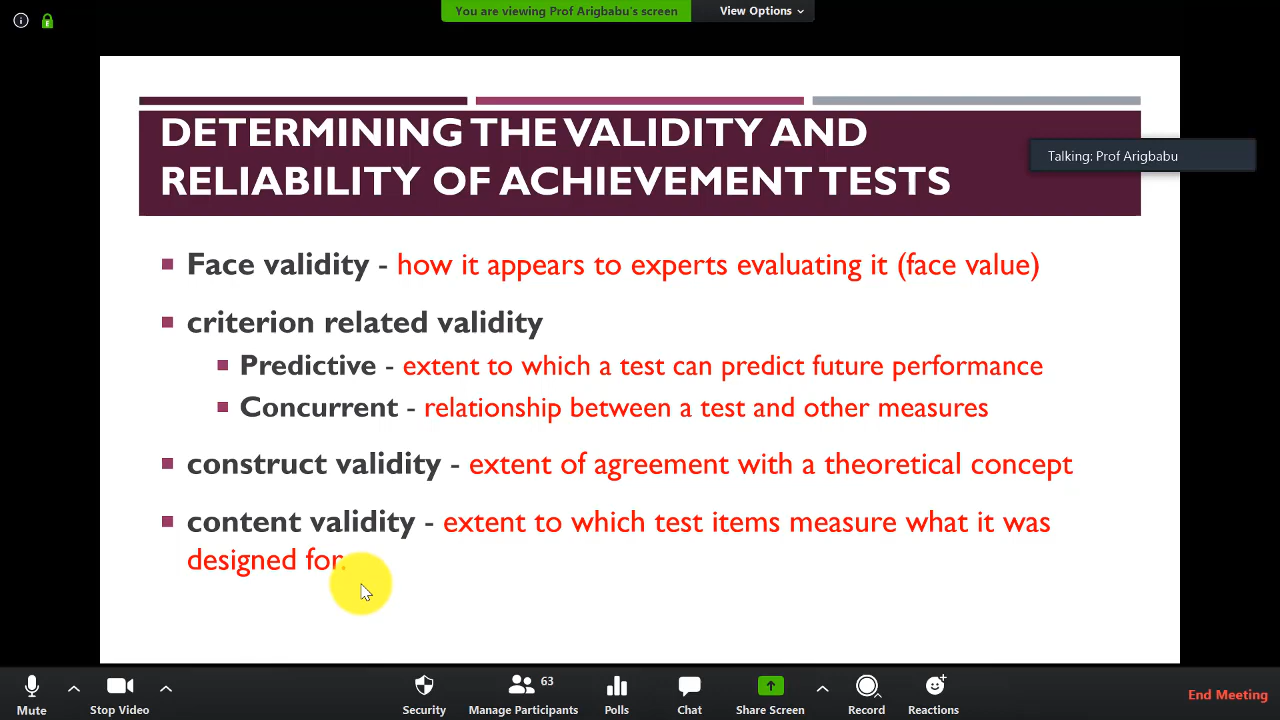 You are viewing Prof Arigbabu's screen
View Options
DETERMINING THE VALIDITY AND
RELIABILITY OF ACHIEVEMENT TESTS
Talking: Prof Arigbabu
Face validity - how it appears to experts evaluating it (face value)
criterion related validity
Predictive - extent to which a test can predict future performance
Concurrent - relationship between a test and other measures
construct validity - extent of agreement with a theoretical concept
content validity - extent to which test items measure what it was
designed for.
63
Mute
Stop Video
Security
Manage Participants
Polls
Chat
Share Screen
Record
Reactions
End Meeting